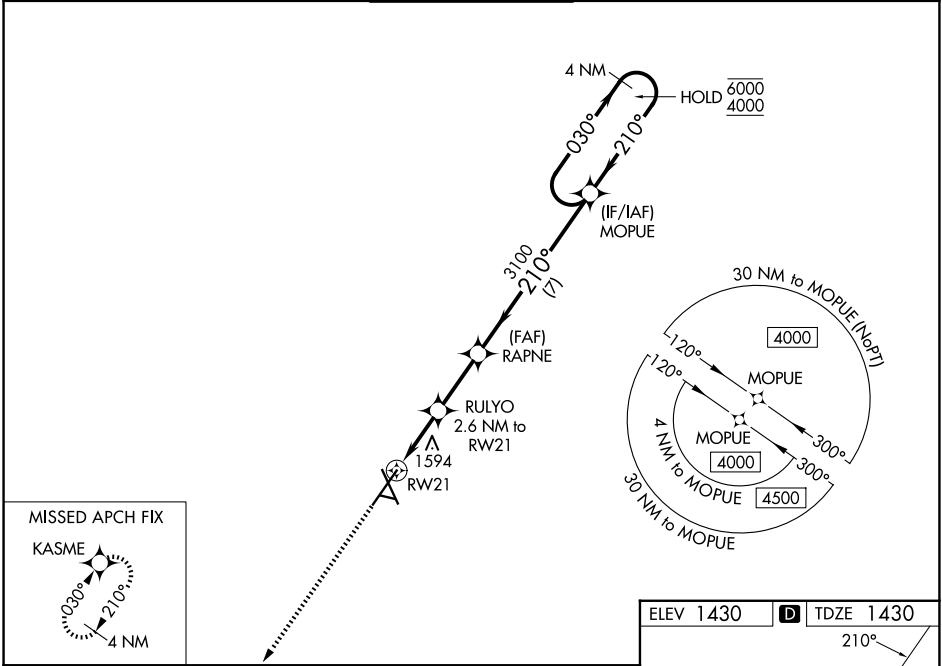 4 NM
HOLD 6000
4000
030°
210°
(IF/IAF)
MOPUE
3100
210°
(7)
(FAF)
RAPNE
RULYO
2.6 NM to
RW21
1594
RW21
30 NM to MOPUE (NoPT)
4000
120°
MOPUE
300°
120°
MOPUE
4000
300°
4 NM to MOPUE
4500
30 NM to MOPUE
MISSED APCH FIX
KASME
030°
210°
4 NM
ELEV 1430 D TDZE 1430
210°